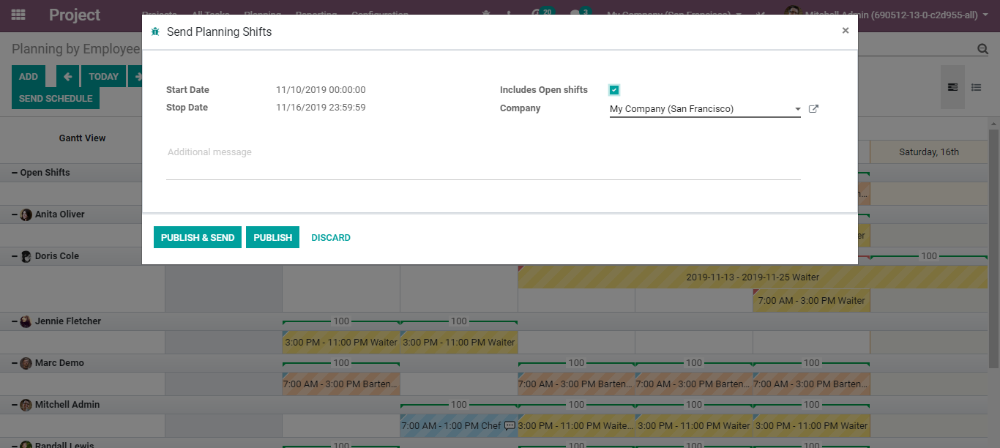 Project
Projects All Tasks Planning Reporting Configuration 20 3 My Company (San Francisco) Mitchell Admin (690512-13-0-c2d955-all)
Send Planning Shifts ×
Planning by Employee
ADD TODAY
SEND SCHEDULE
Start Date 11/10/2019 00:00:00 Includes Open shifts
Stop Date 11/16/2019 23:59:59 Company My Company (San Francisco)
Additional message
Gantt View
Saturday, 16th
Open Shifts
n...
Anita Oliver
er
PUBLISH & SEND PUBLISH DISCARD
Doris Cole 100
2019-11-13 - 2019-11-25 Waiter
7:00 AM - 3:00 PM Waiter
Jennie Fletcher 100 100
3:00 PM - 11:00 PM Waiter 3:00 PM - 11:00 PM Waiter
Marc Demo 100 100 100 100
7:00 AM - 3:00 PM Barten... 7:00 AM - 3:00 PM Barten... 7:00 AM - 3:00 PM Barten... 7:00 AM - 3:00 PM Barten...
Mitchell Admin 100 100 100 100
7:00 AM - 1:00 PM Chef 3:00 PM - 11:00 PM Waite... 3:00 PM - 11:00 PM Waiter 3:00 PM - 11:00 PM Waiter
Randall Lewis 100 100 100 100